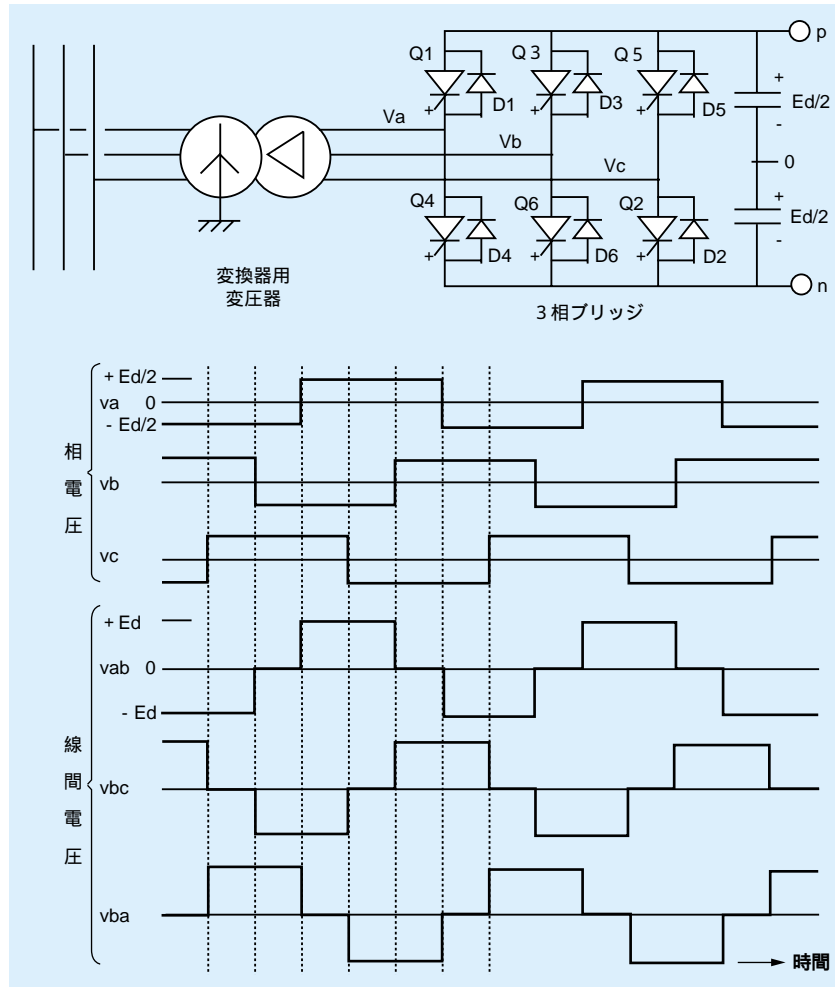 p
Q1
Q 3
Q 5
+
D1
+
D3
+
D5
+
Ed/2
-
Va
Vb
0
Vc
Q4
Q6
Q2
+
Ed/2
-
+
D4
+
D6
+
D2
n
変換器用
変圧器
3相ブリッジ
+ Ed/2
va 0
- Ed/2
相電圧
vb
vc
+ Ed
vab 0
- Ed
線間電圧
vbc
vba
時間